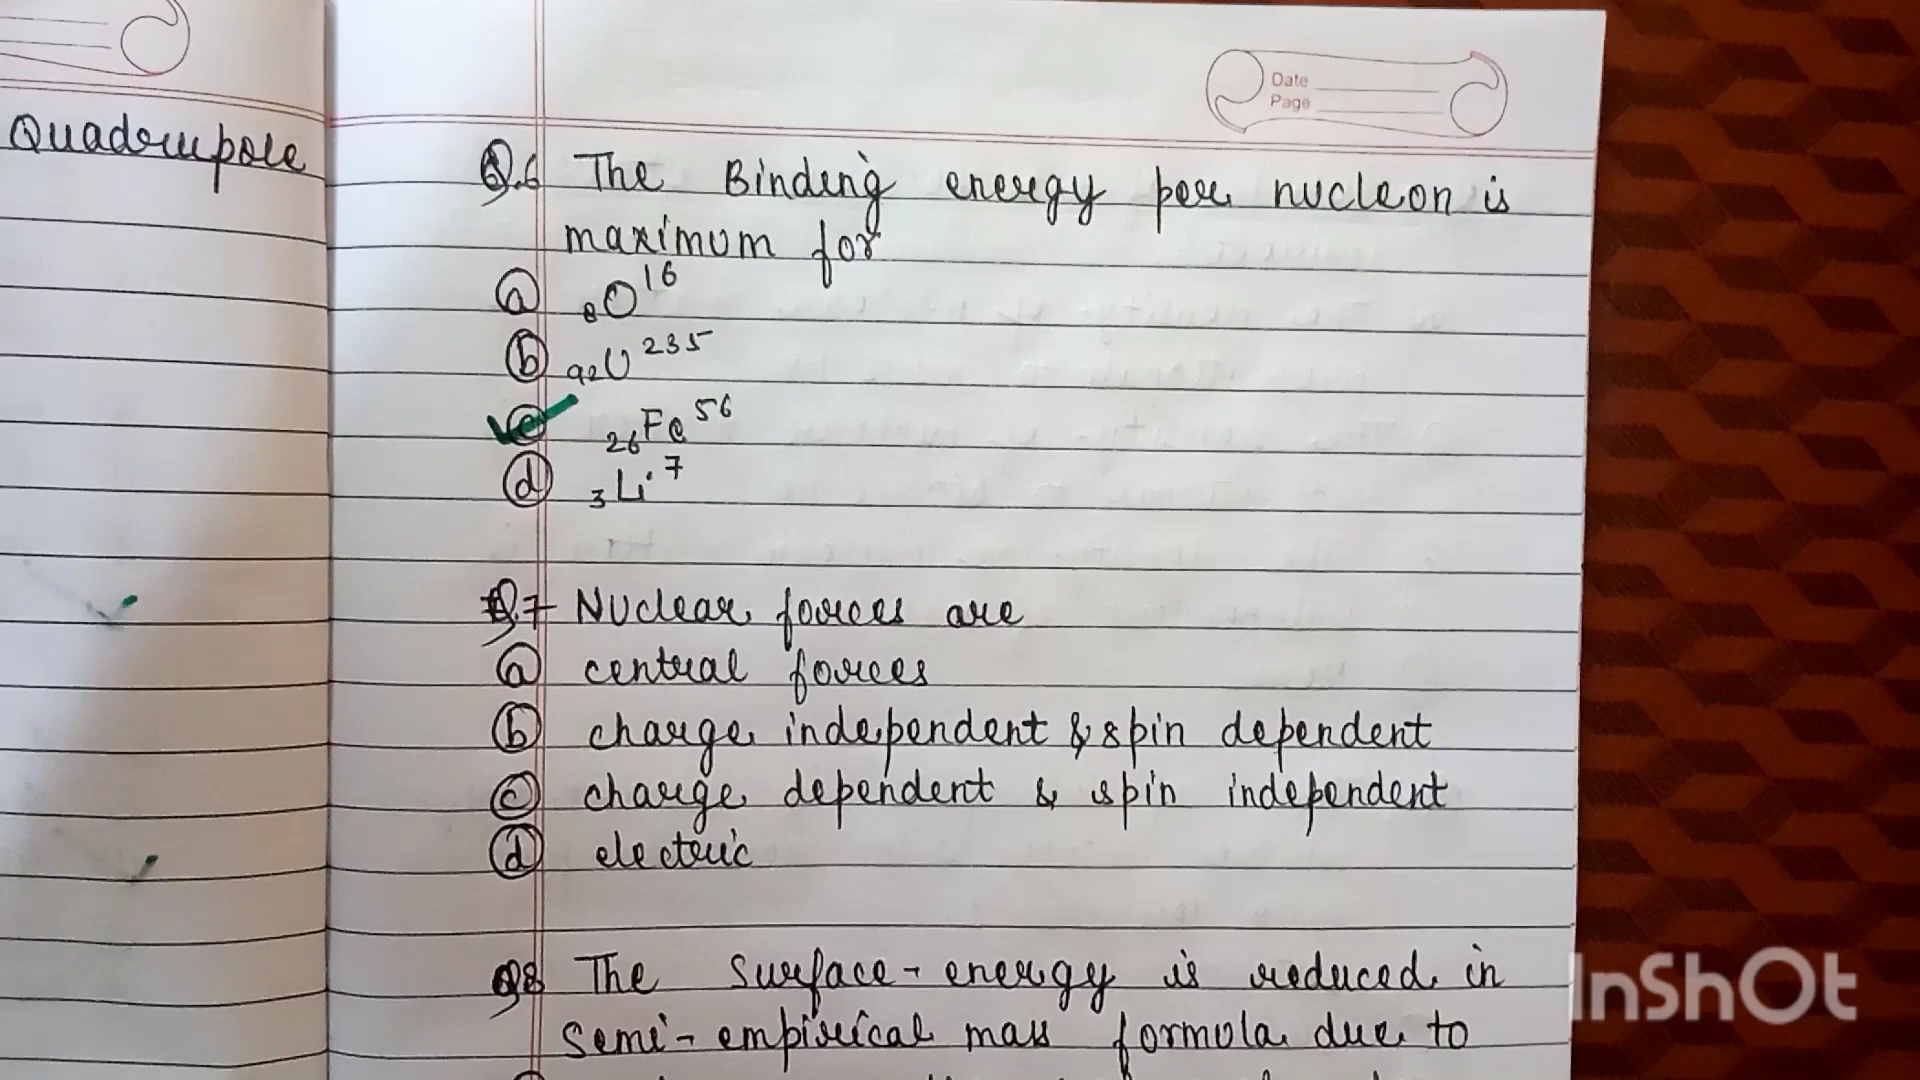 Quadrupole
Date
Page
Q.6 The Binding energy per nucleon is
maximum for
(a) ₈O¹⁶
(b) ₉₂U²³⁵
(c) ₂₆Fe⁵⁶
(d) ₃Li⁷
Q.7 Nuclear forces are
(a) central forces
(b) charge independent & spin dependent
(c) charge dependent & spin independent
(d) electric
Q8 The surface-energy is reduced in
semi-empirical mass formula due to
InShOt